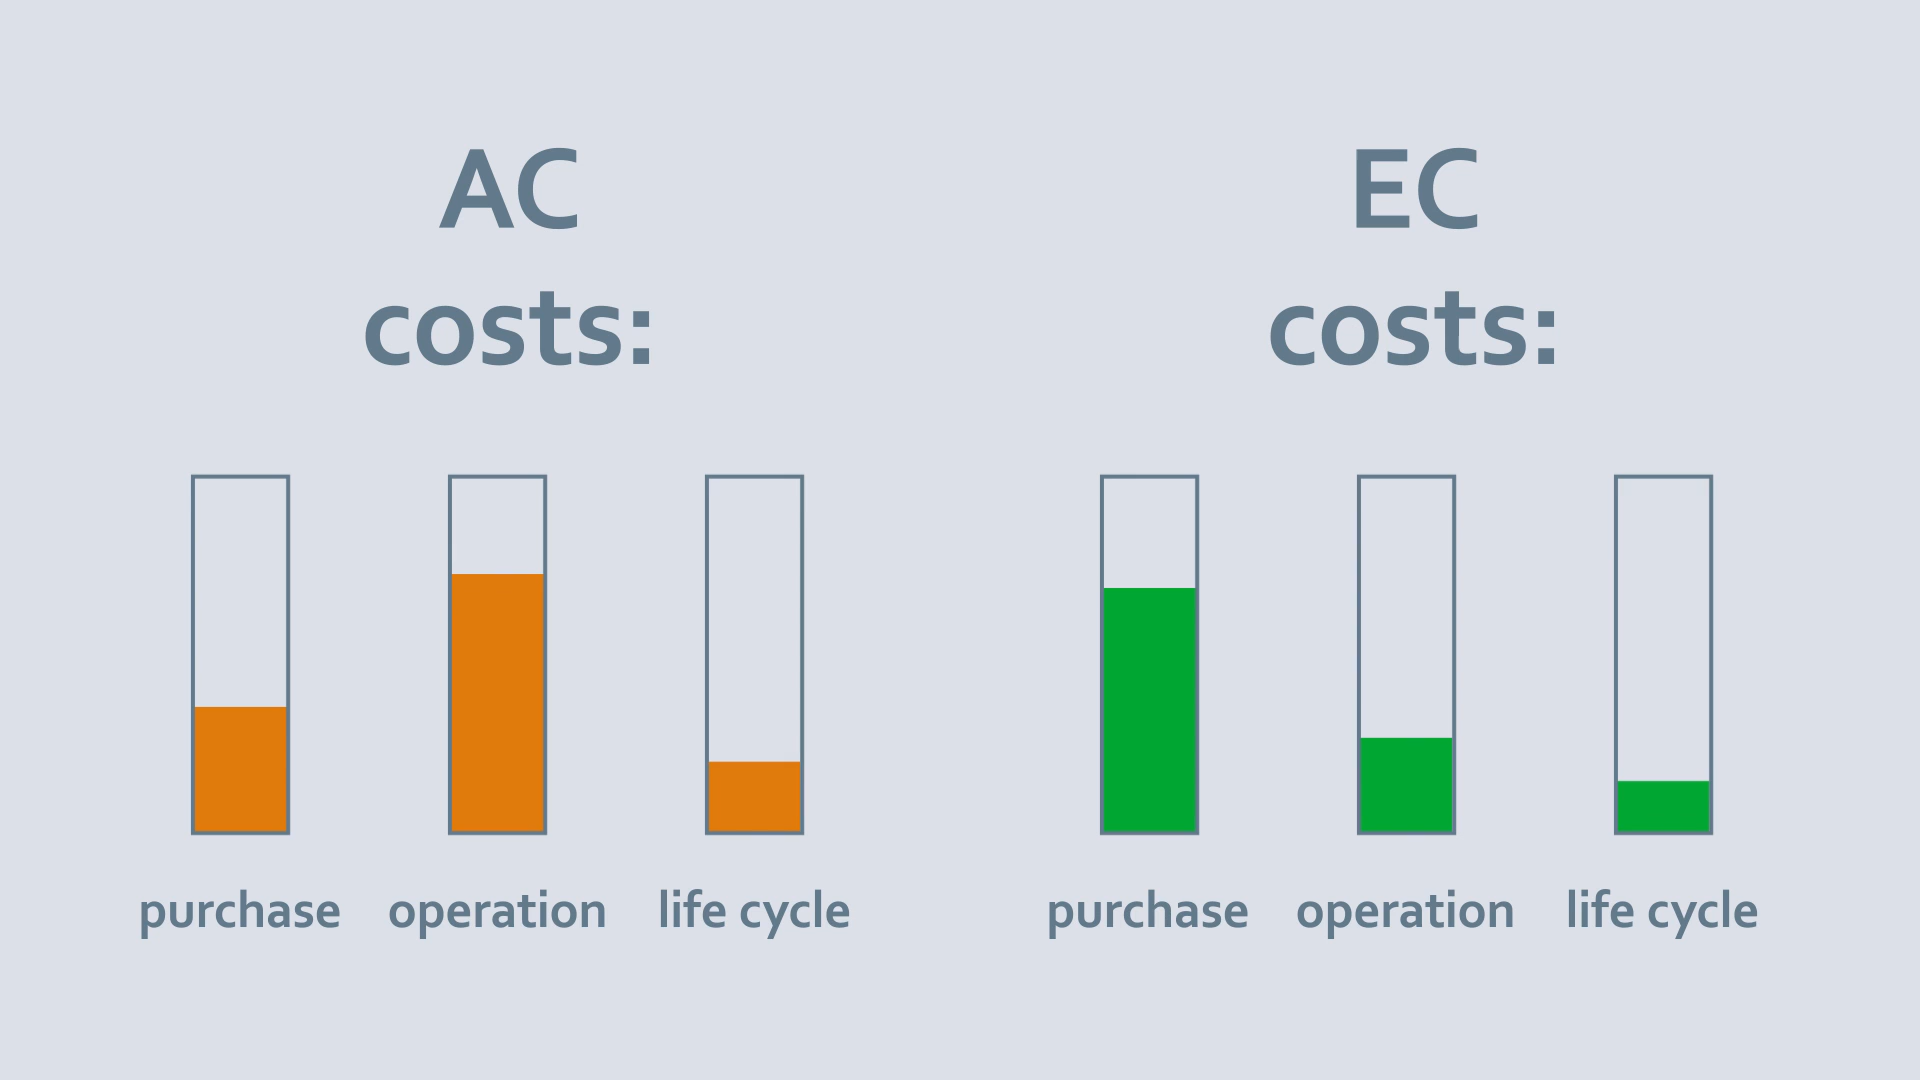 AC
costs:
purchase
operation
life cycle
EC
costs:
purchase
operation
life cycle